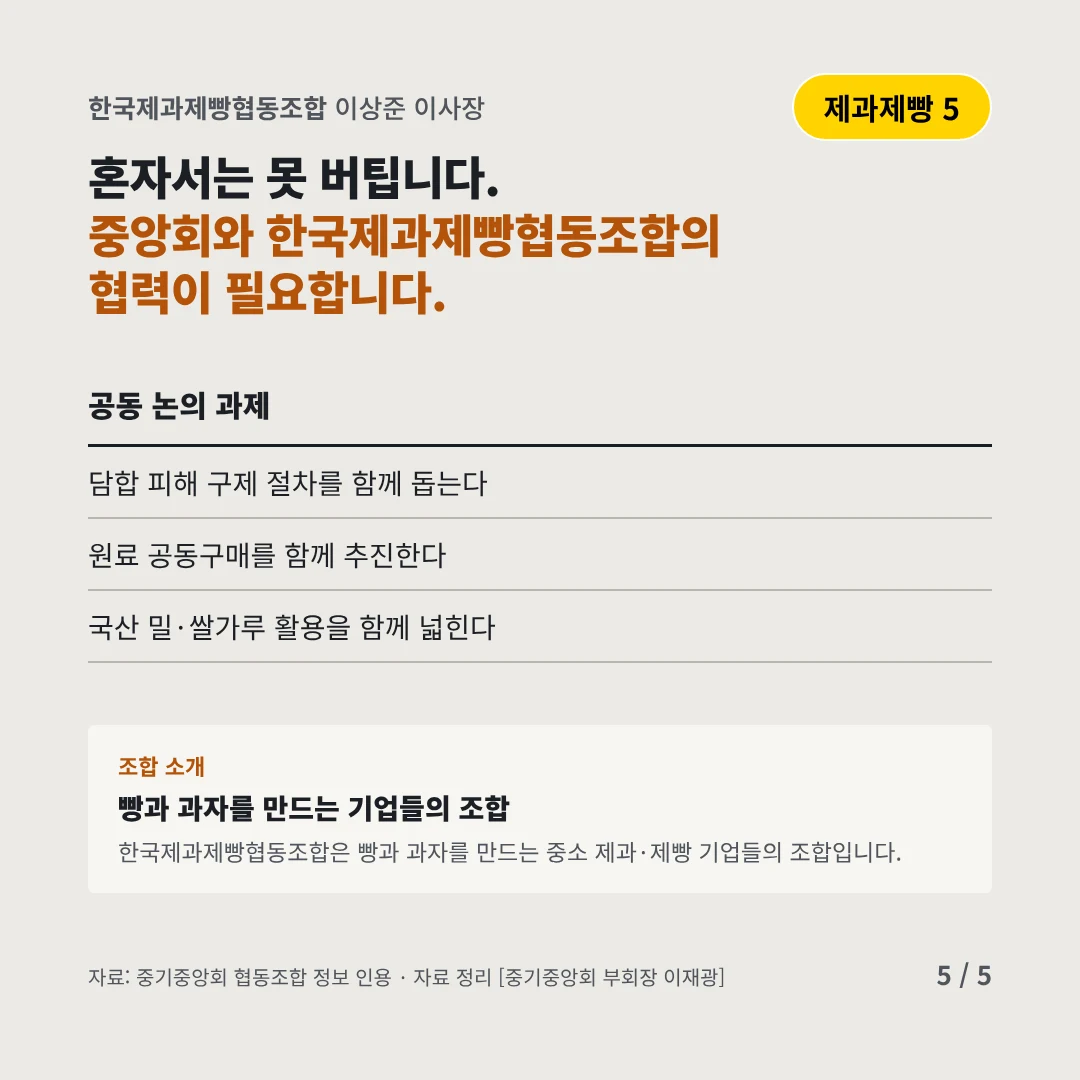 한국제과제빵협동조합 이상준 이사장
제과제빵 5
혼자서는 못 버팁니다.
중앙회와 한국제과제빵협동조합의
협력이 필요합니다.
공동 논의 과제
담합 피해 구제 절차를 함께 돕는다
원료 공동구매를 함께 추진한다
국산 밀·쌀가루 활용을 함께 넓힌다
조합 소개
빵과 과자를 만드는 기업들의 조합
한국제과제빵협동조합은 빵과 과자를 만드는 중소 제과·제빵 기업들의 조합입니다.
자료: 중기중앙회 협동조합 정보 인용 · 자료 정리 [중기중앙회 부회장 이재광]
5 / 5